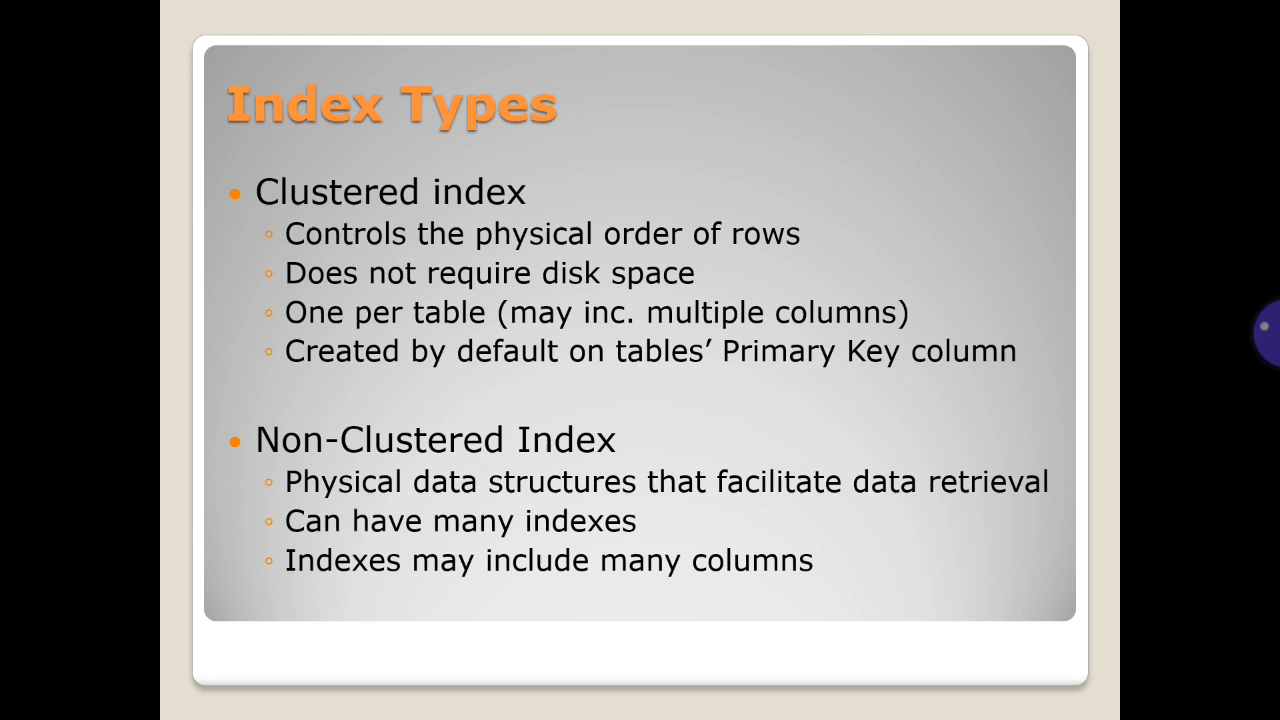 Index Types
• Clustered index
◦ Controls the physical order of rows
◦ Does not require disk space
◦ One per table (may inc. multiple columns)
◦ Created by default on tables’ Primary Key column
• Non-Clustered Index
◦ Physical data structures that facilitate data retrieval
◦ Can have many indexes
◦ Indexes may include many columns